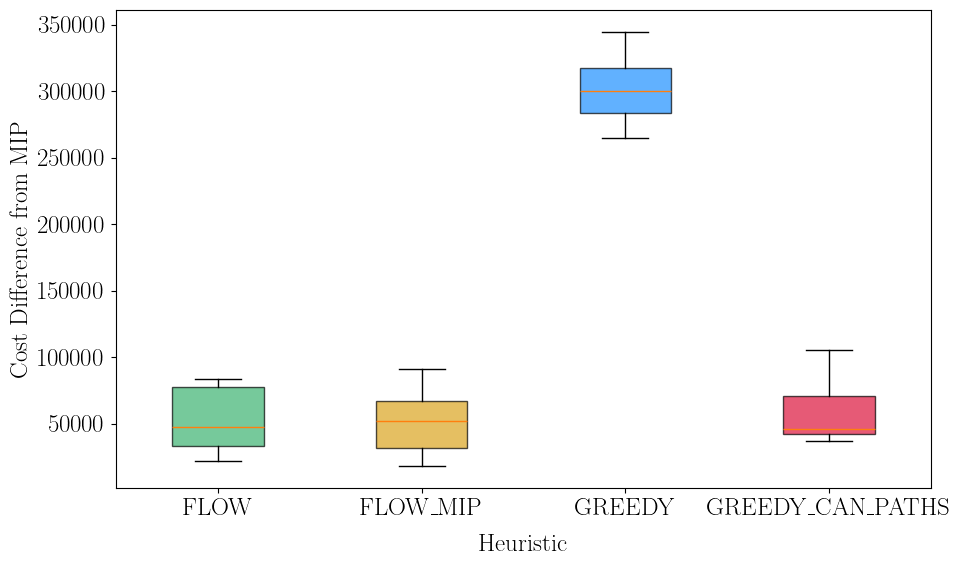 350000
300000
250000
200000
150000
100000
50000
Cost Difference from MIP
FLOW FLOW_MIP GREEDY GREEDY_CAN_PATHS
Heuristic